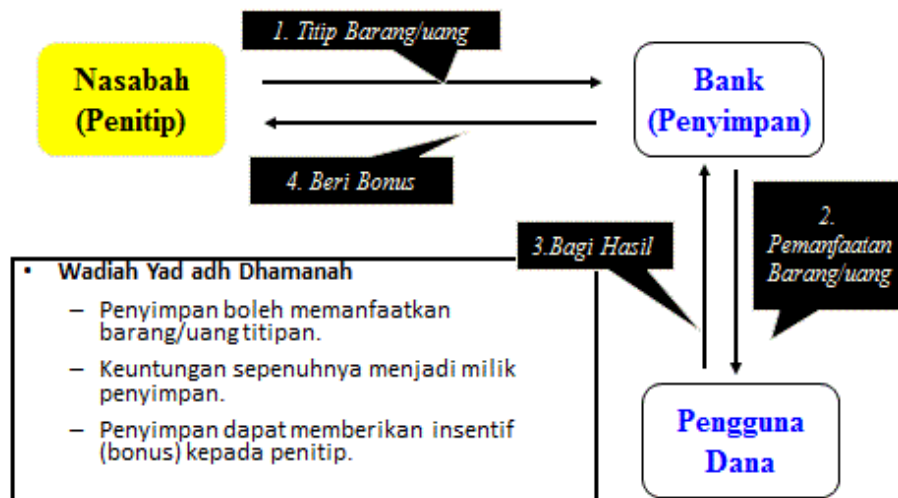 1. Titip Barang/uang
Nasabah
(Penitip)
Bank
(Penyimpan)
4. Beri Bonus
2.
Pemanfaatan
Barang/uang
3.Bagi Hasil
• Wadiah Yad adh Dhamanah
– Penyimpan boleh memanfaatkan
barang/uang titipan.
– Keuntungan sepenuhnya menjadi milik
penyimpan.
– Penyimpan dapat memberikan insentif
(bonus) kepada penitip.
Pengguna
Dana